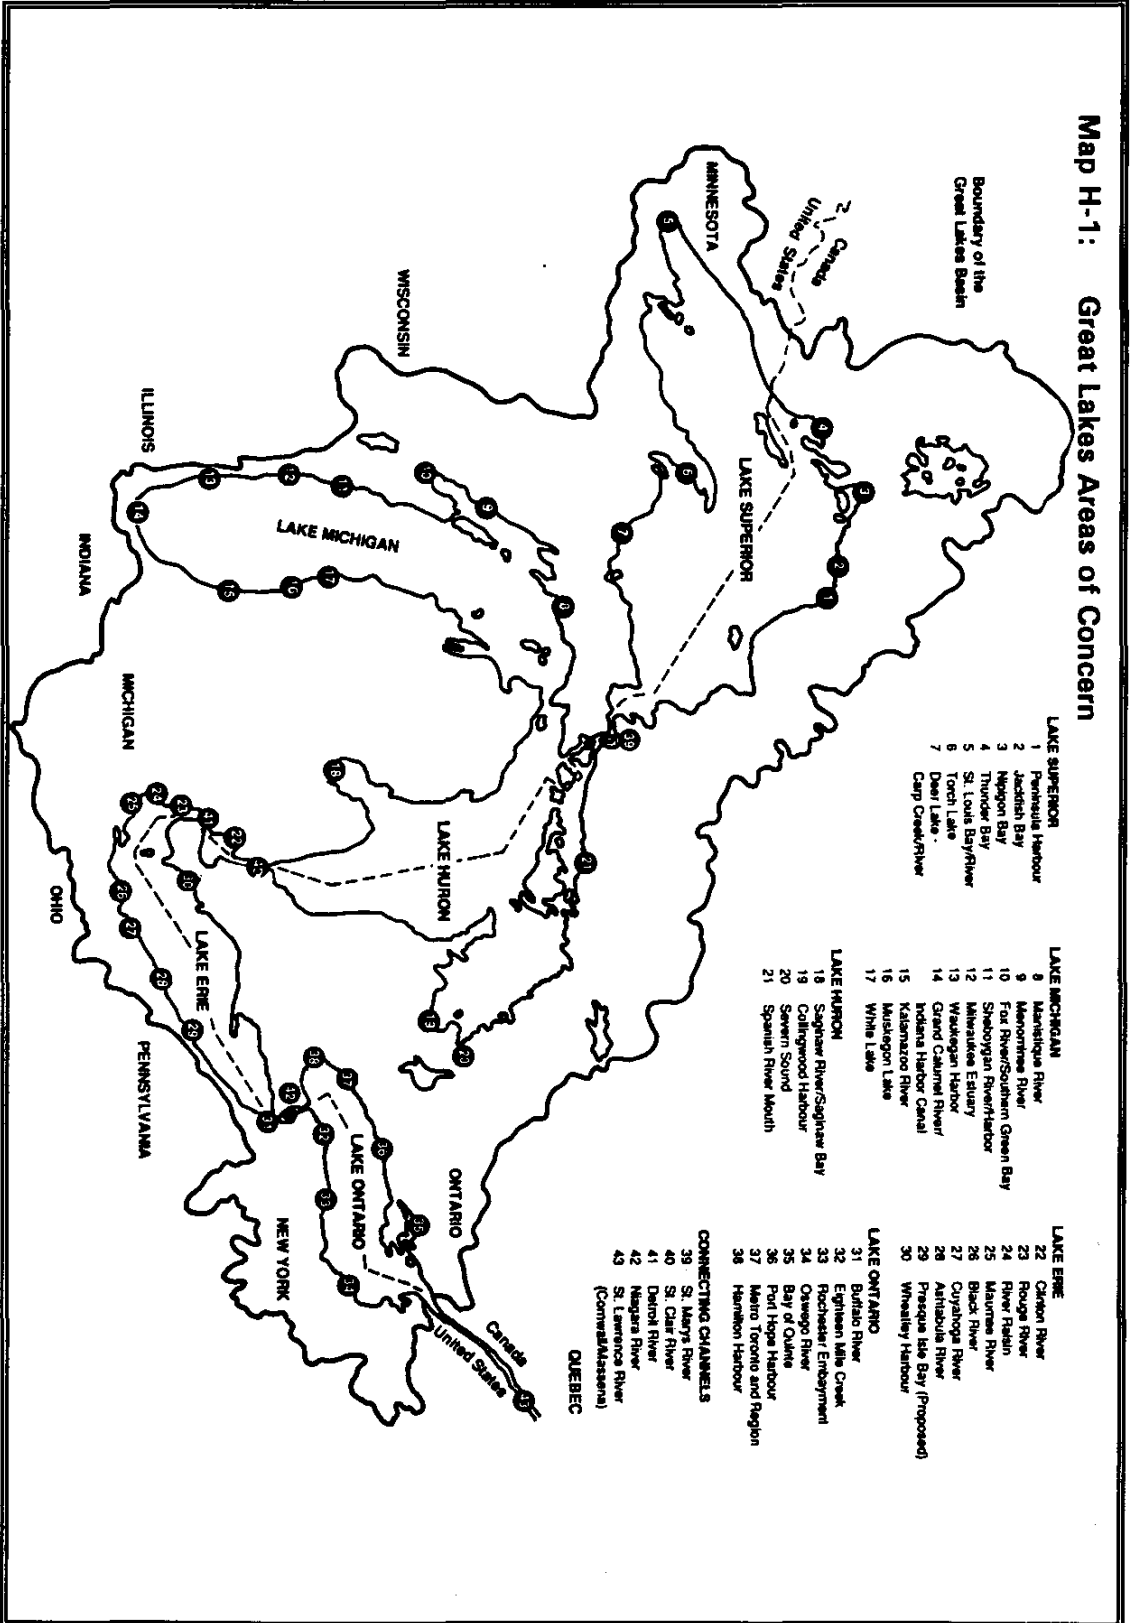 Map H-1: Great Lakes Areas of Concern
Boundary of the
Great Lakes Basin
Canada
United States
MINNESOTA
WISCONSIN
ILLINOIS
INDIANA
MICHIGAN
OHIO
PENNSYLVANIA
NEW YORK
ONTARIO
QUEBEC
Canada
United States
LAKE SUPERIOR
LAKE MICHIGAN
LAKE HURON
LAKE ERIE
LAKE ONTARIO
LAKE SUPERIOR
1 Peninsula Harbour
2 Jackfish Bay
3 Nipigon Bay
4 Thunder Bay
5 St. Louis Bay/River
6 Torch Lake
7 Deer Lake -
Carp Creek/River
LAKE MICHIGAN
8 Manistique River
9 Menominee River
10 Fox River/Southern Green Bay
11 Sheboygan River/Harbor
12 Milwaukee Estuary
13 Waukegan Harbor
14 Grand Calumet River/
Indiana Harbor Canal
15 Kalamazoo River
16 Muskegon Lake
17 White Lake
LAKE HURON
18 Saginaw River/Saginaw Bay
19 Collingwood Harbour
20 Severn Sound
21 Spanish River Mouth
LAKE ERIE
22 Clinton River
23 Rouge River
24 River Raisin
25 Maumee River
26 Black River
27 Cuyahoga River
28 Ashtabula River
29 Presque Isle Bay (Proposed)
30 Wheatley Harbour
LAKE ONTARIO
31 Buffalo River
32 Eighteen Mile Creek
33 Rochester Embayment
34 Oswego River
35 Bay of Quinte
36 Port Hope Harbour
37 Metro Toronto and Region
38 Hamilton Harbour
CONNECTING CHANNELS
39 St. Marys River
40 St. Clair River
41 Detroit River
42 Niagara River
43 St. Lawrence River
(Cornwall/Massena)